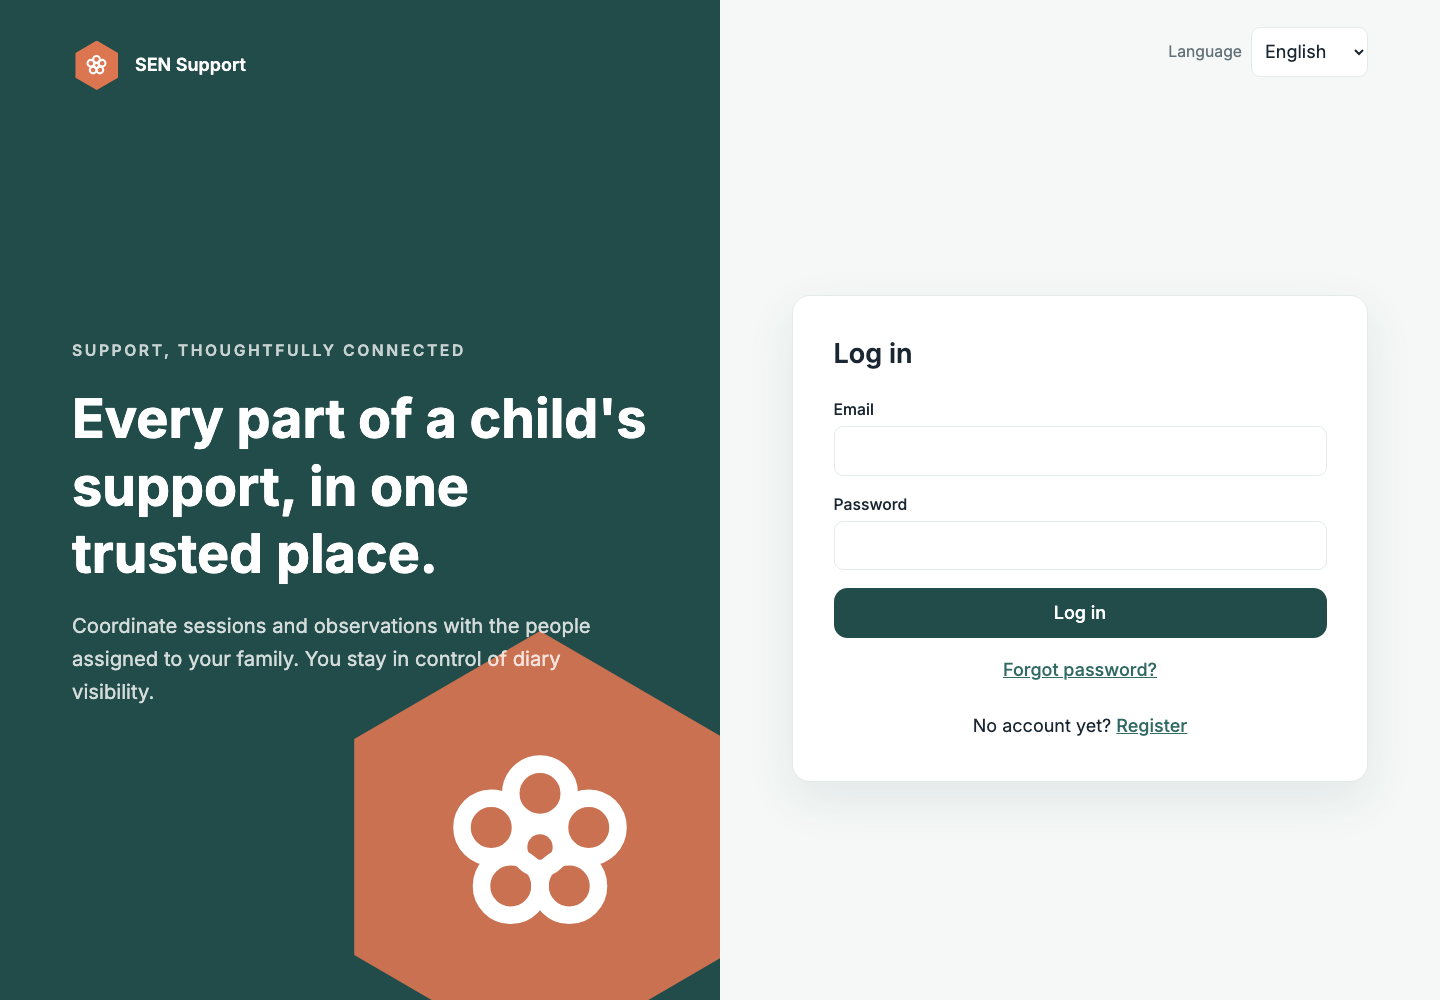 SEN Support
Language English
SUPPORT, THOUGHTFULLY CONNECTED
Every part of a child's
support, in one
trusted place.
Coordinate sessions and observations with the people
assigned to your family. You stay in control of diary
visibility.
Log in
Email
Password
Log in
Forgot password?
No account yet? Register